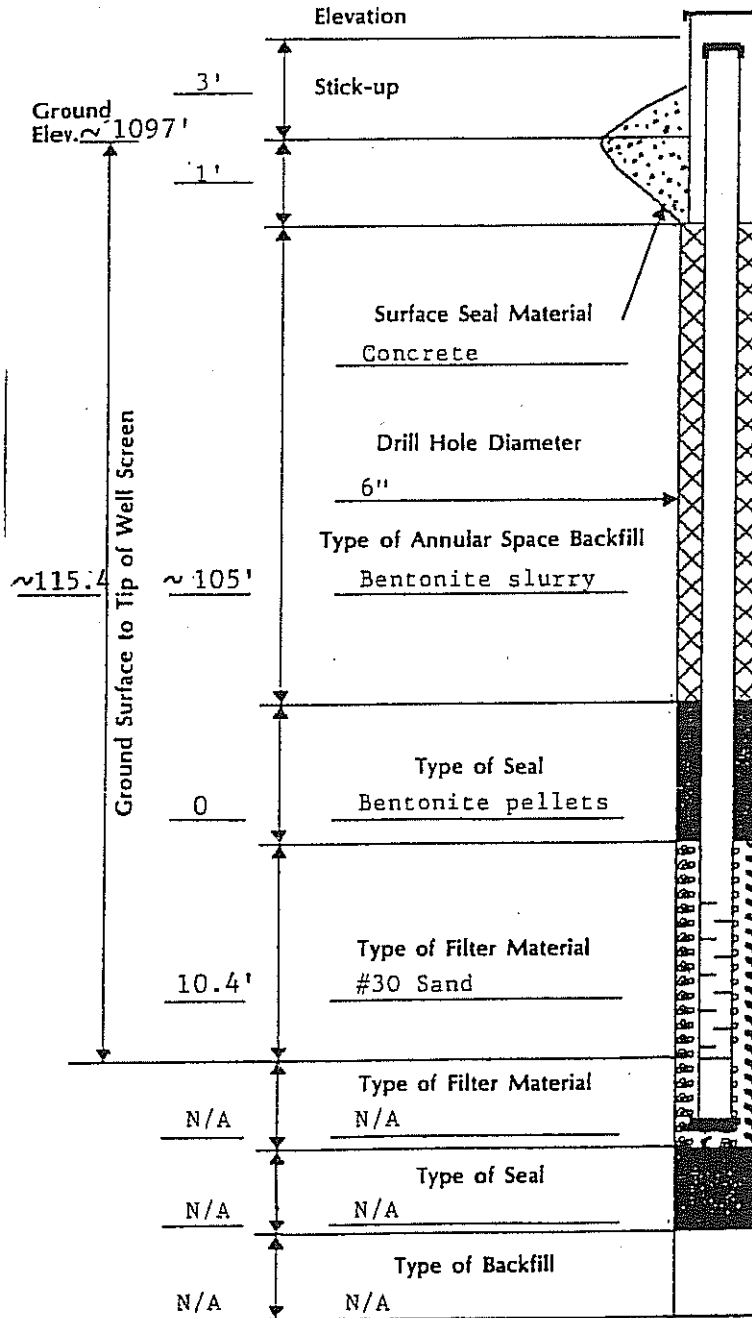 Elevation
3'
Stick-up
Ground
Elev. ~ 1097'
1'
Surface Seal Material
Concrete
Drill Hole Diameter
6"
Type of Annular Space Backfill
~115.4
~ 105'
Bentonite slurry
Ground Surface to Tip of Well Screen
Type of Seal
0
Bentonite pellets
Type of Filter Material
10.4'
#30 Sand
Type of Filter Material
N/A
N/A
Type of Seal
N/A
N/A
Type of Backfill
N/A
N/A